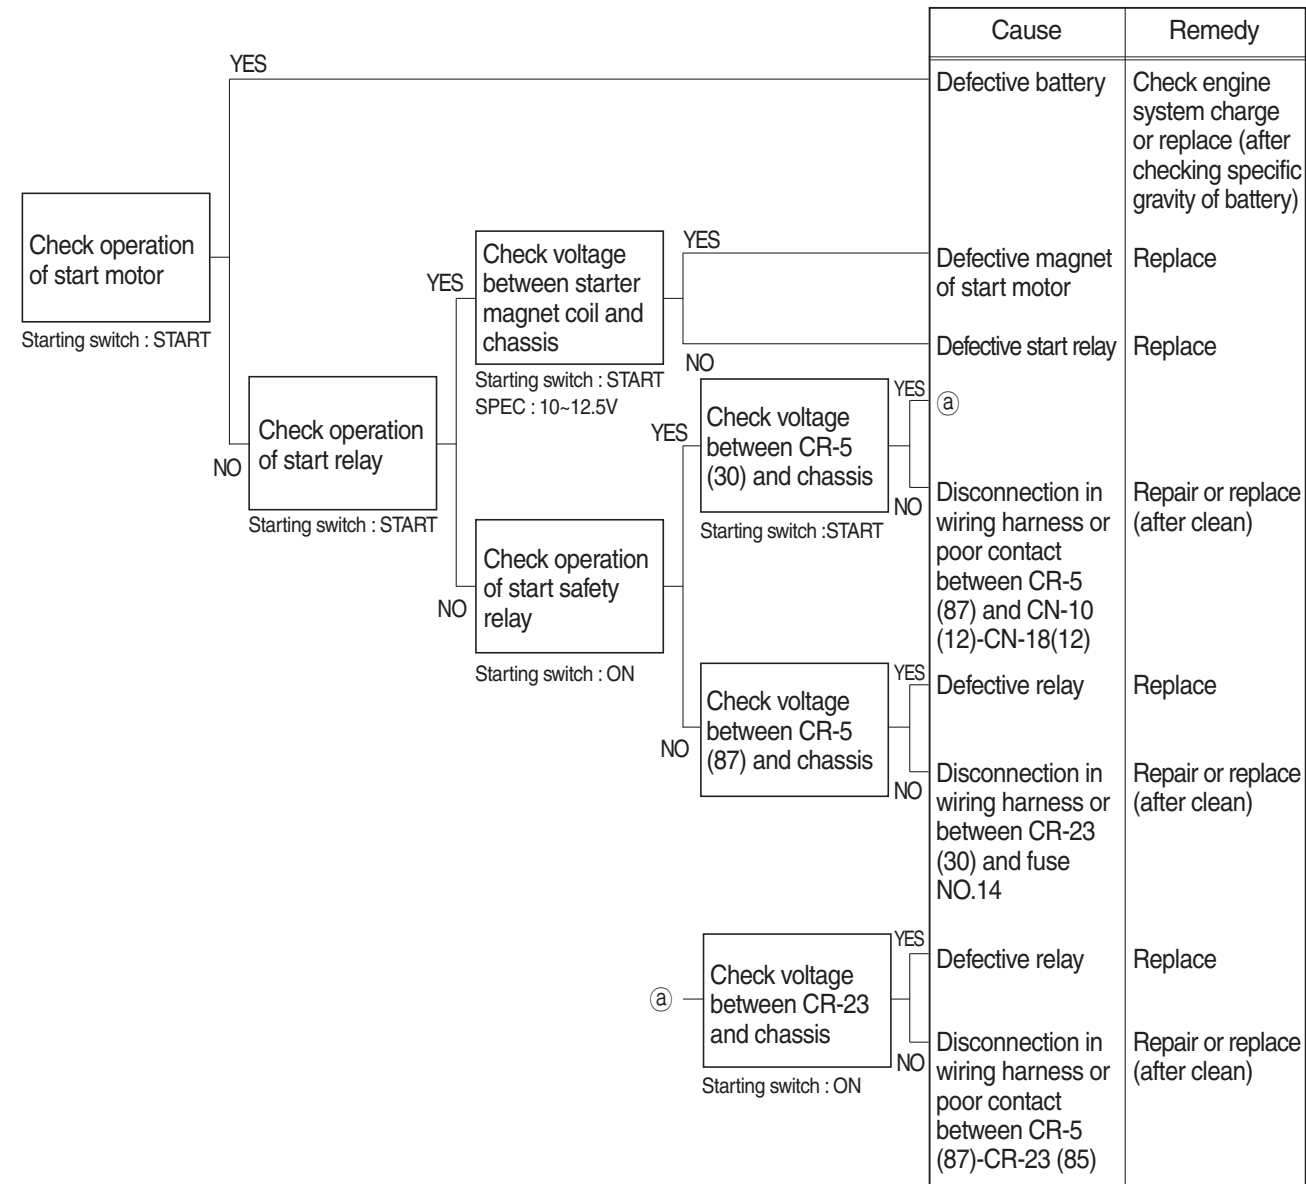 Cause Remedy
YES
Defective battery
Check engine
system charge
or replace (after
checking specific
gravity of battery)
Check operation
of start motor
Starting switch : START
NO
Check operation
of start relay
Starting switch : START
YES
Check voltage
between starter
magnet coil and
chassis
Starting switch : START
SPEC : 10~12.5V
YES
Defective magnet
of start motor
Replace
NO
Defective start relay
Replace
NO
Check operation
of start safety
relay
Starting switch : ON
YES
Check voltage
between CR-5
(30) and chassis
Starting switch :START
YES
ⓐ
NO
Disconnection in
wiring harness or
poor contact
between CR-5
(87) and CN-10
(12)-CN-18(12)
Repair or replace
(after clean)
NO
Check voltage
between CR-5
(87) and chassis
YES
Defective relay
Replace
NO
Disconnection in
wiring harness or
between CR-23
(30) and fuse
NO.14
Repair or replace
(after clean)
ⓐ
Check voltage
between CR-23
and chassis
Starting switch : ON
YES
Defective relay
Replace
NO
Disconnection in
wiring harness or
poor contact
between CR-5
(87)-CR-23 (85)
Repair or replace
(after clean)